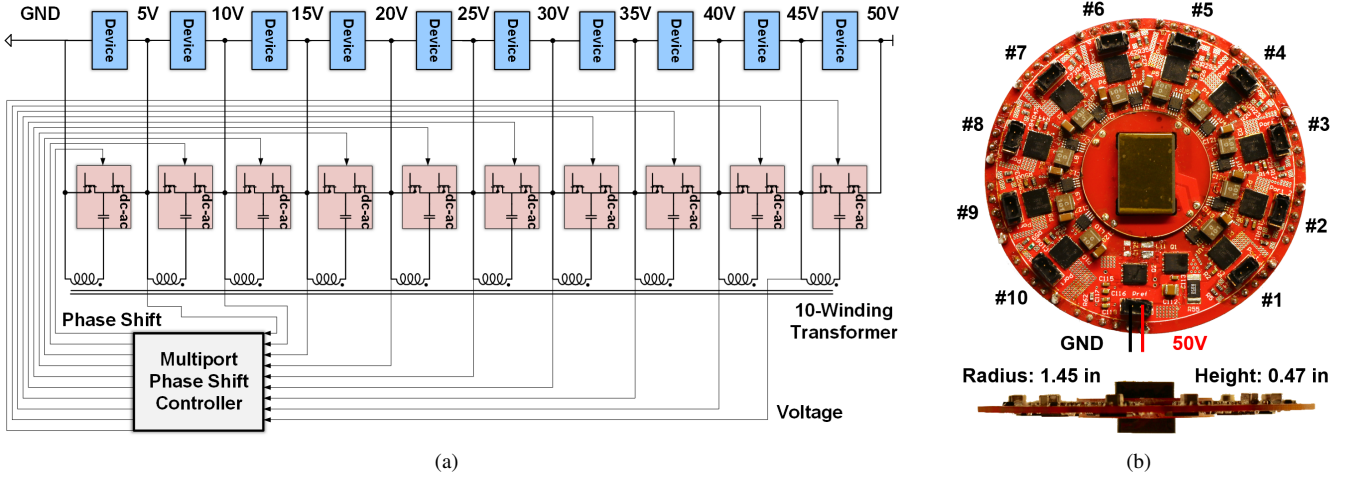 GND 5V 10V 15V 20V 25V 30V 35V 40V 45V 50V
Device Device Device Device Device Device Device Device Device Device
dc-ac dc-ac dc-ac dc-ac dc-ac dc-ac dc-ac dc-ac dc-ac dc-ac
10-Winding
Transformer
Phase Shift
Multiport
Phase Shift
Controller
Voltage
(a)
#6 #5
#7 #4
#8 #3
#9 #2
#10 #1
GND 50V
Radius: 1.45 in Height: 0.47 in
(b)